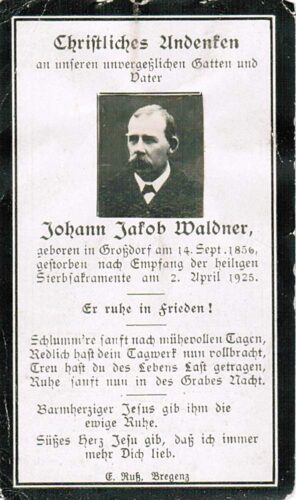 Christliches Andenken
an unseren unvergeßlichen Gatten und
Vater
Johann Jakob Waldner,
geboren in Großdorf am 14. Sept. 1856,
gestorben nach Empfang der heiligen
Sterbsakramente am 2. April 1925.
Er ruhe in Frieden!
Schlumm're sanft nach mühevollen Tagen,
Redlich hast dein Tagwerk nun vollbracht,
Treu hast du des Lebens Last getragen,
Ruhe sanft nun in des Grabes Nacht.
Barmherziger Jesus gib ihm die
ewige Ruhe.
Süßes Herz Jesu gib, daß ich immer
mehr Dich lieb.
E. Ruß, Bregenz